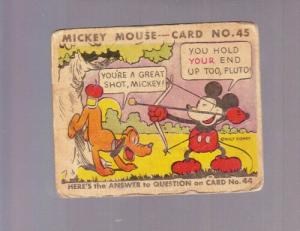 MICKEY MOUSE—CARD NO.45
YOU'RE A GREAT
SHOT, MICKEY!
YOU HOLD
YOUR END
UP TOO, PLUTO!
©WALT DISNEY
HERE'S the ANSWER to QUESTION on CARD No. 44